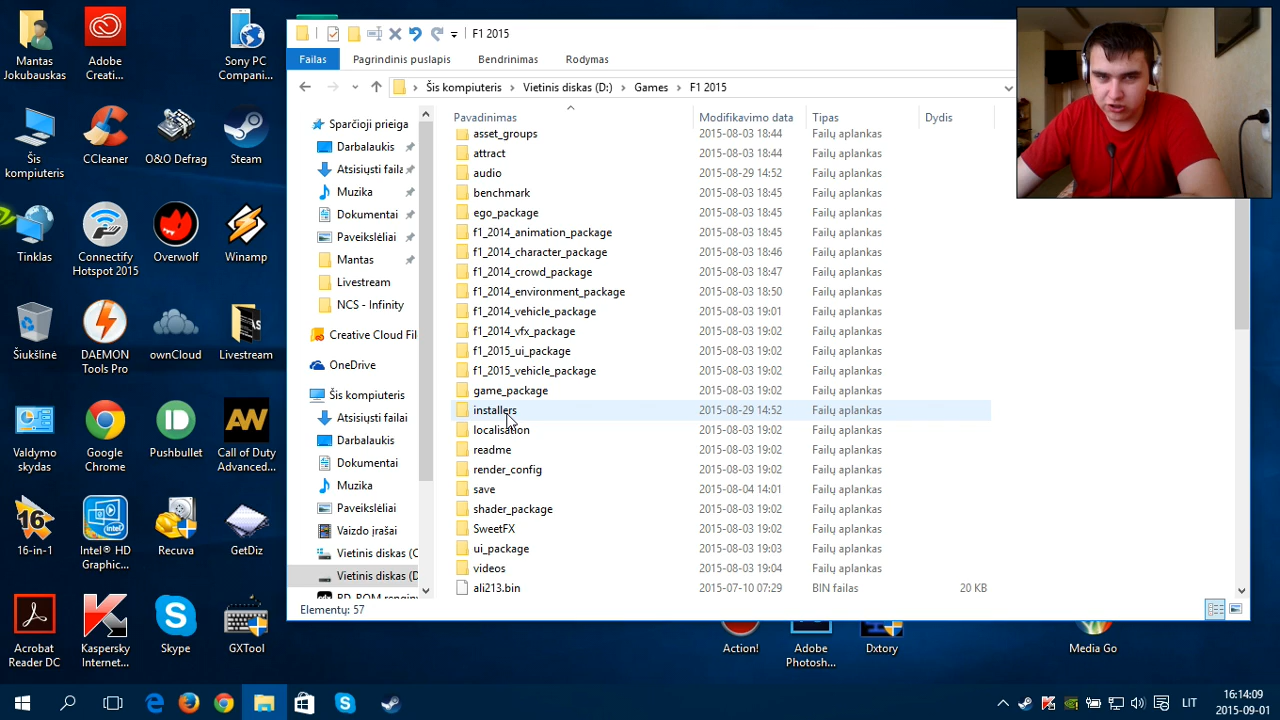 Mantas Jokubauskas
Adobe Creati...
Sony PC Compani...
Šis kompiuteris
CCleaner
O&O Defrag
Steam
Tinklas
Connectify Hotspot 2015
Overwolf
Winamp
Šiukšlinė
DAEMON Tools Pro
ownCloud
Livestream
Valdymo skydas
Google Chrome
Pushbullet
AW
Call of Duty Advanced...
16
16-in-1
Intel® HD Graphic...
Recuva
GetDiz
Acrobat Reader DC
Kaspersky Internet...
Skype
GXTool
F1 2015
Failas
Pagrindinis puslapis
Bendrinimas
Rodymas
Šis kompiuteris
Vietinis diskas (D:)
Games
F1 2015
Sparčioji prieiga
Darbalaukis
Atsisiųsti faila
Muzika
Dokumentai
Paveikslėliai
Mantas
Livestream
NCS - Infinity
Creative Cloud Fil
OneDrive
Šis kompiuteris
Atsisiųsti failai
Darbalaukis
Dokumentai
Muzika
Paveikslėliai
Vaizdo įrašai
Vietinis diskas (C
Vietinis diskas (D
Pavadinimas Modifikavimo data Tipas Dydis
asset_groups 2015-08-03 18:44 Failų aplankas
attract 2015-08-03 18:44 Failų aplankas
audio 2015-08-29 14:52 Failų aplankas
benchmark 2015-08-03 18:45 Failų aplankas
ego_package 2015-08-03 18:45 Failų aplankas
f1_2014_animation_package 2015-08-03 18:45 Failų aplankas
f1_2014_character_package 2015-08-03 18:46 Failų aplankas
f1_2014_crowd_package 2015-08-03 18:47 Failų aplankas
f1_2014_environment_package 2015-08-03 18:50 Failų aplankas
f1_2014_vehicle_package 2015-08-03 19:01 Failų aplankas
f1_2014_vfx_package 2015-08-03 19:02 Failų aplankas
f1_2015_ui_package 2015-08-03 19:02 Failų aplankas
f1_2015_vehicle_package 2015-08-03 19:02 Failų aplankas
game_package 2015-08-03 19:02 Failų aplankas
installers 2015-08-29 14:52 Failų aplankas
localisation 2015-08-03 19:02 Failų aplankas
readme 2015-08-03 19:02 Failų aplankas
render_config 2015-08-03 19:02 Failų aplankas
save 2015-08-04 14:01 Failų aplankas
shader_package 2015-08-03 19:02 Failų aplankas
SweetFX 2015-08-03 19:02 Failų aplankas
ui_package 2015-08-03 19:03 Failų aplankas
videos 2015-08-03 19:04 Failų aplankas
ali213.bin 2015-07-10 07:29 BIN failas 20 KB
Elementų: 57
Action!
Adobe Photosh...
Dxtory
Media Go
LIT
16:14:09
2015-09-01